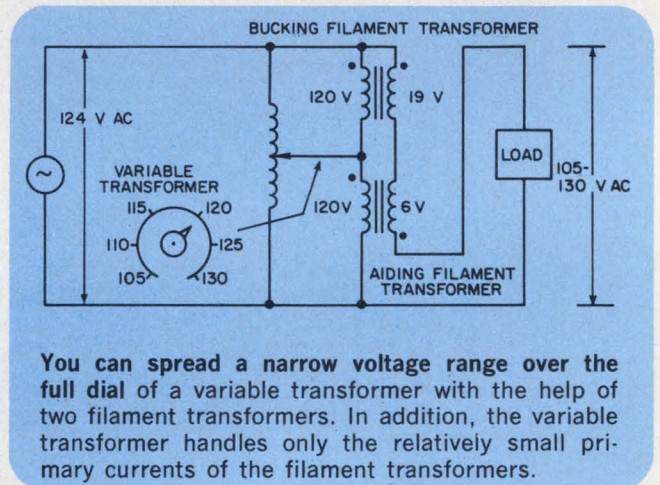 BUCKING FILAMENT TRANSFORMER
124 V AC
120 V
19 V
LOAD
105-
130 V AC
VARIABLE
TRANSFORMER
115
120
110
125
105
130
120V
6 V
AIDING FILAMENT
TRANSFORMER
You can spread a narrow voltage range over the
full dial of a variable transformer with the help of
two filament transformers. In addition, the variable
transformer handles only the relatively small pri-
mary currents of the filament transformers.